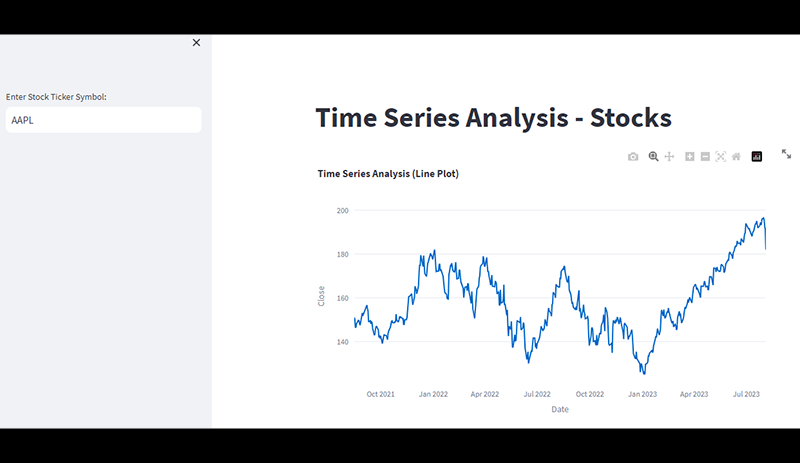 Enter Stock Ticker Symbol:
AAPL
Time Series Analysis - Stocks
Time Series Analysis (Line Plot)
200
180
160
140
Close
Oct 2021 Jan 2022 Apr 2022 Jul 2022 Oct 2022 Jan 2023 Apr 2023 Jul 2023
Date